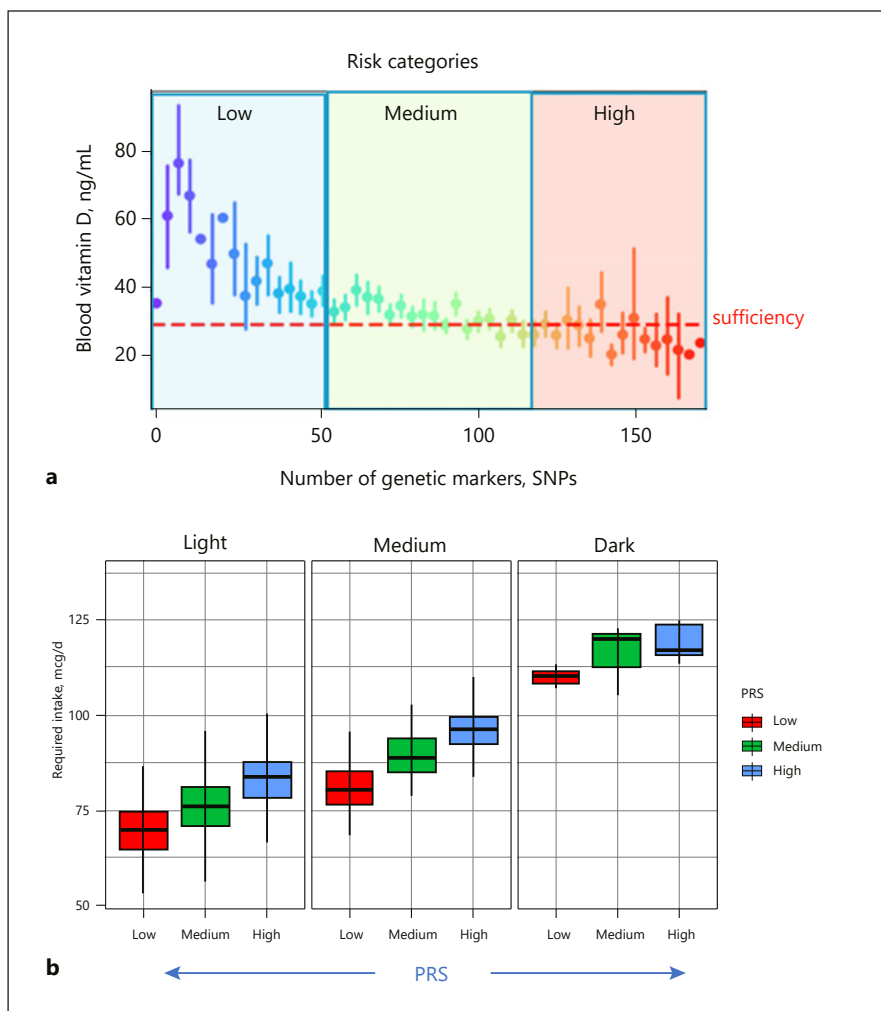 Risk categories
Low
Medium
High
80
60
40
20
Blood vitamin D, ng/mL
sufficiency
0
50
100
150
a
Number of genetic markers, SNPs
Light
Medium
Dark
125
100
75
50
Required intake, mcg/d
PRS
Low
Medium
High
Low
Medium
High
Low
Medium
High
Low
Medium
High
b
PRS